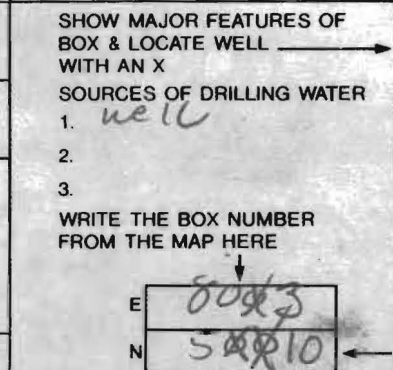 SHOW MAJOR FEATURES OF
BOX & LOCATE WELL
WITH AN X
SOURCES OF DRILLING WATER
1. well
2.
3.
WRITE THE BOX NUMBER
FROM THE MAP HERE
E
N